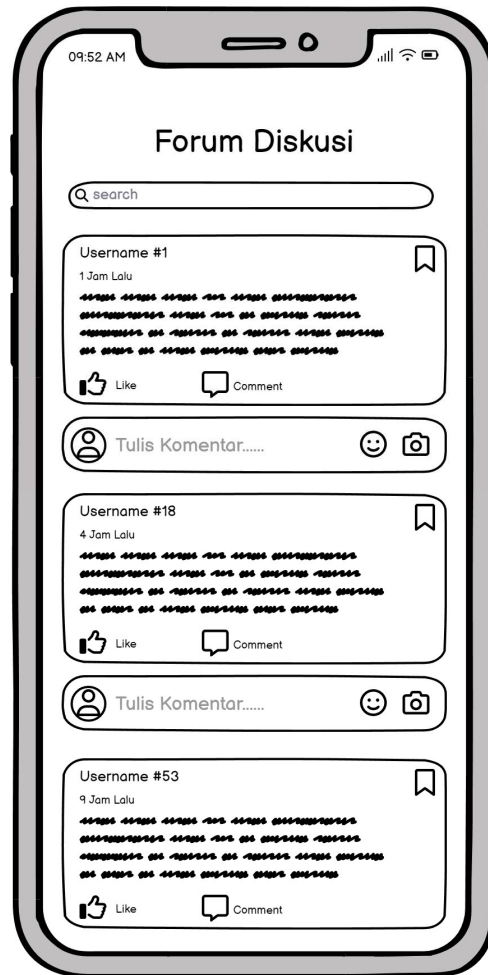 09:52 AM
Forum Diskusi
search
Username #1
1 Jam Lalu
Like Comment
Tulis Komentar......
Username #18
4 Jam Lalu
Like Comment
Tulis Komentar......
Username #53
9 Jam Lalu
Like Comment